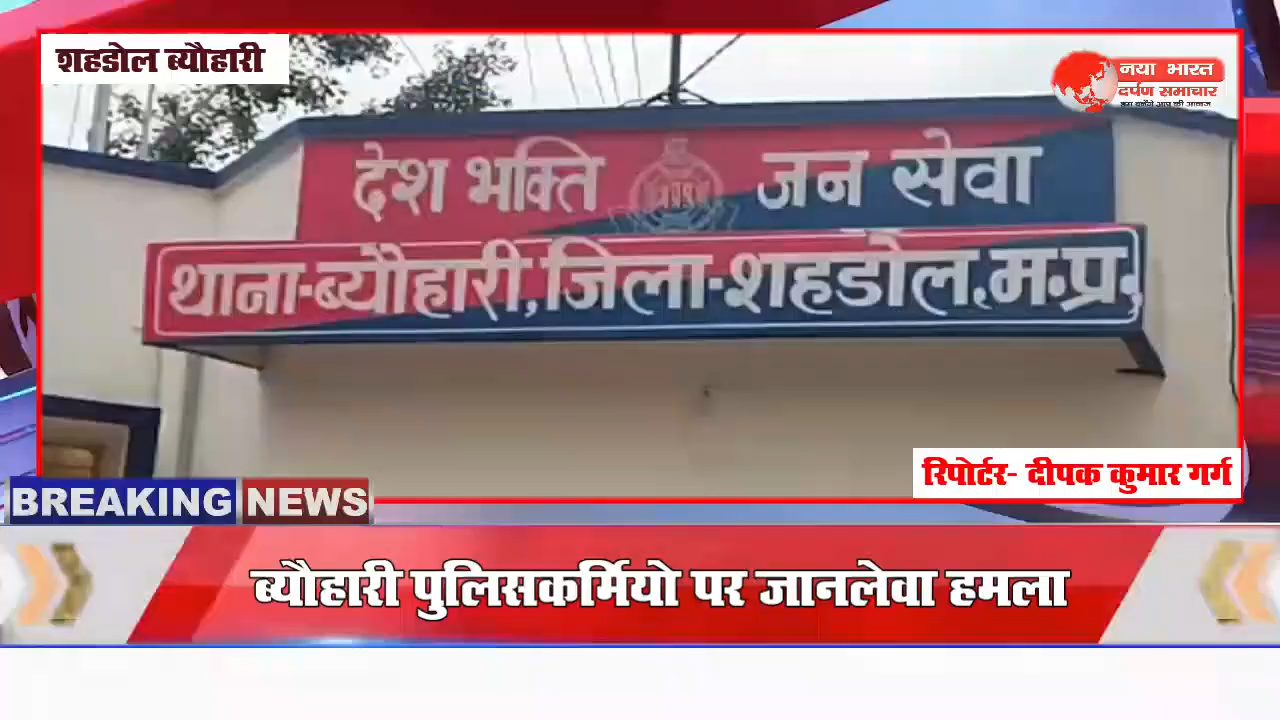 शहडोल ब्यौहारी
नया भारत
दर्पण समाचार
देश भक्ति जन सेवा
थाना-ब्यौहारी, जिला-शहडोल, म.प्र.
रिपोर्टर- दीपक कुमार गर्ग
BREAKING NEWS
ब्यौहारी पुलिसकर्मियो पर जानलेवा हमला